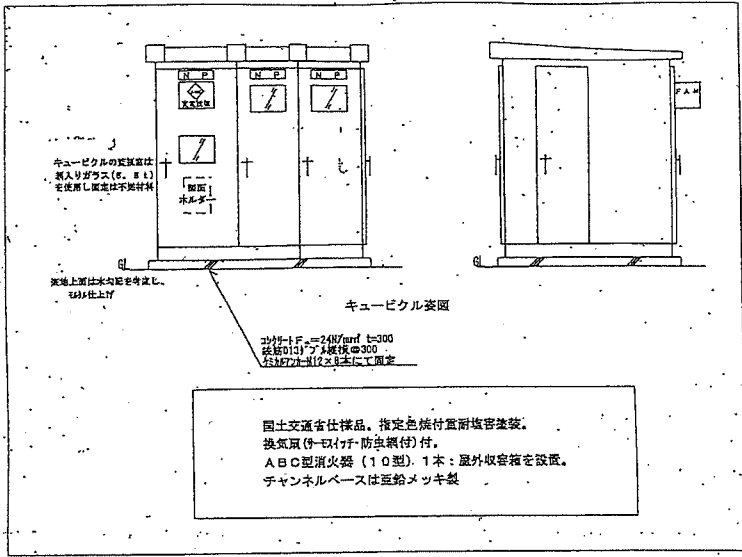 N P
N P
N P
FAN
キュービクルの監視窓は
網入りガラス(6.8t)
を使用し固定は不燃材料
図面
ホルダー
GL
GL
基地上面は水勾配を考慮し、
モルタル仕上げ
キュービクル姿図
コンクリートFc=24N/mm² t=300
鉄筋D13ダブル縦横@300
ケミカルアンカーM12×8本にて固定
国土交通省仕様品。指定色焼付重耐塩害塗装。
換気扇(サーモスイッチ・防虫網付)付。
ABC型消火器(10型)1本:屋外収容箱を設置。
チャンネルベースは亜鉛メッキ製